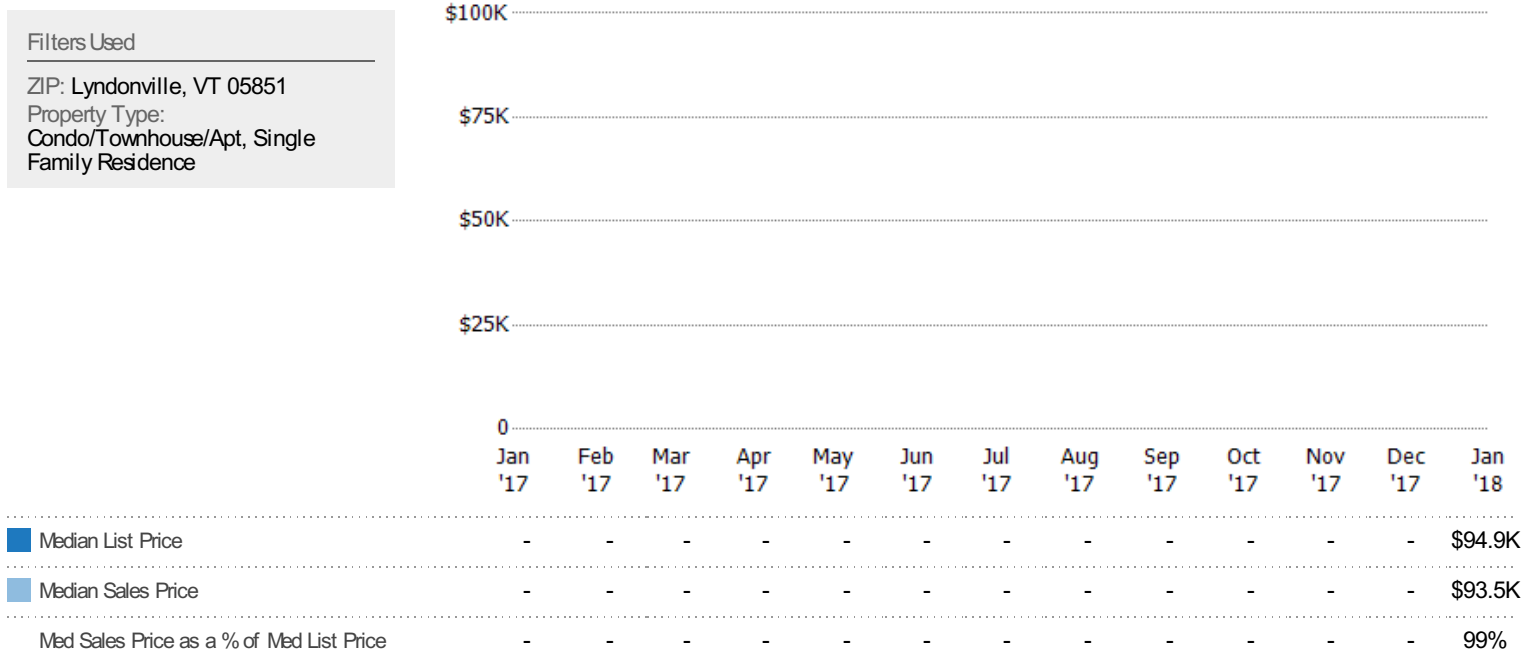 Filters Used
ZIP: Lyndonville, VT 05851
Property Type:
Condo/Townhouse/Apt, Single
Family Residence
$100K
$75K
$50K
$25K
0
Jan Feb Mar Apr May Jun Jul Aug Sep Oct Nov Dec Jan
'17 '17 '17 '17 '17 '17 '17 '17 '17 '17 '17 '17 '18
Median List Price - - - - - - - - - - - - $94.9K
Median Sales Price - - - - - - - - - - - - $93.5K
Med Sales Price as a % of Med List Price - - - - - - - - - - - - 99%